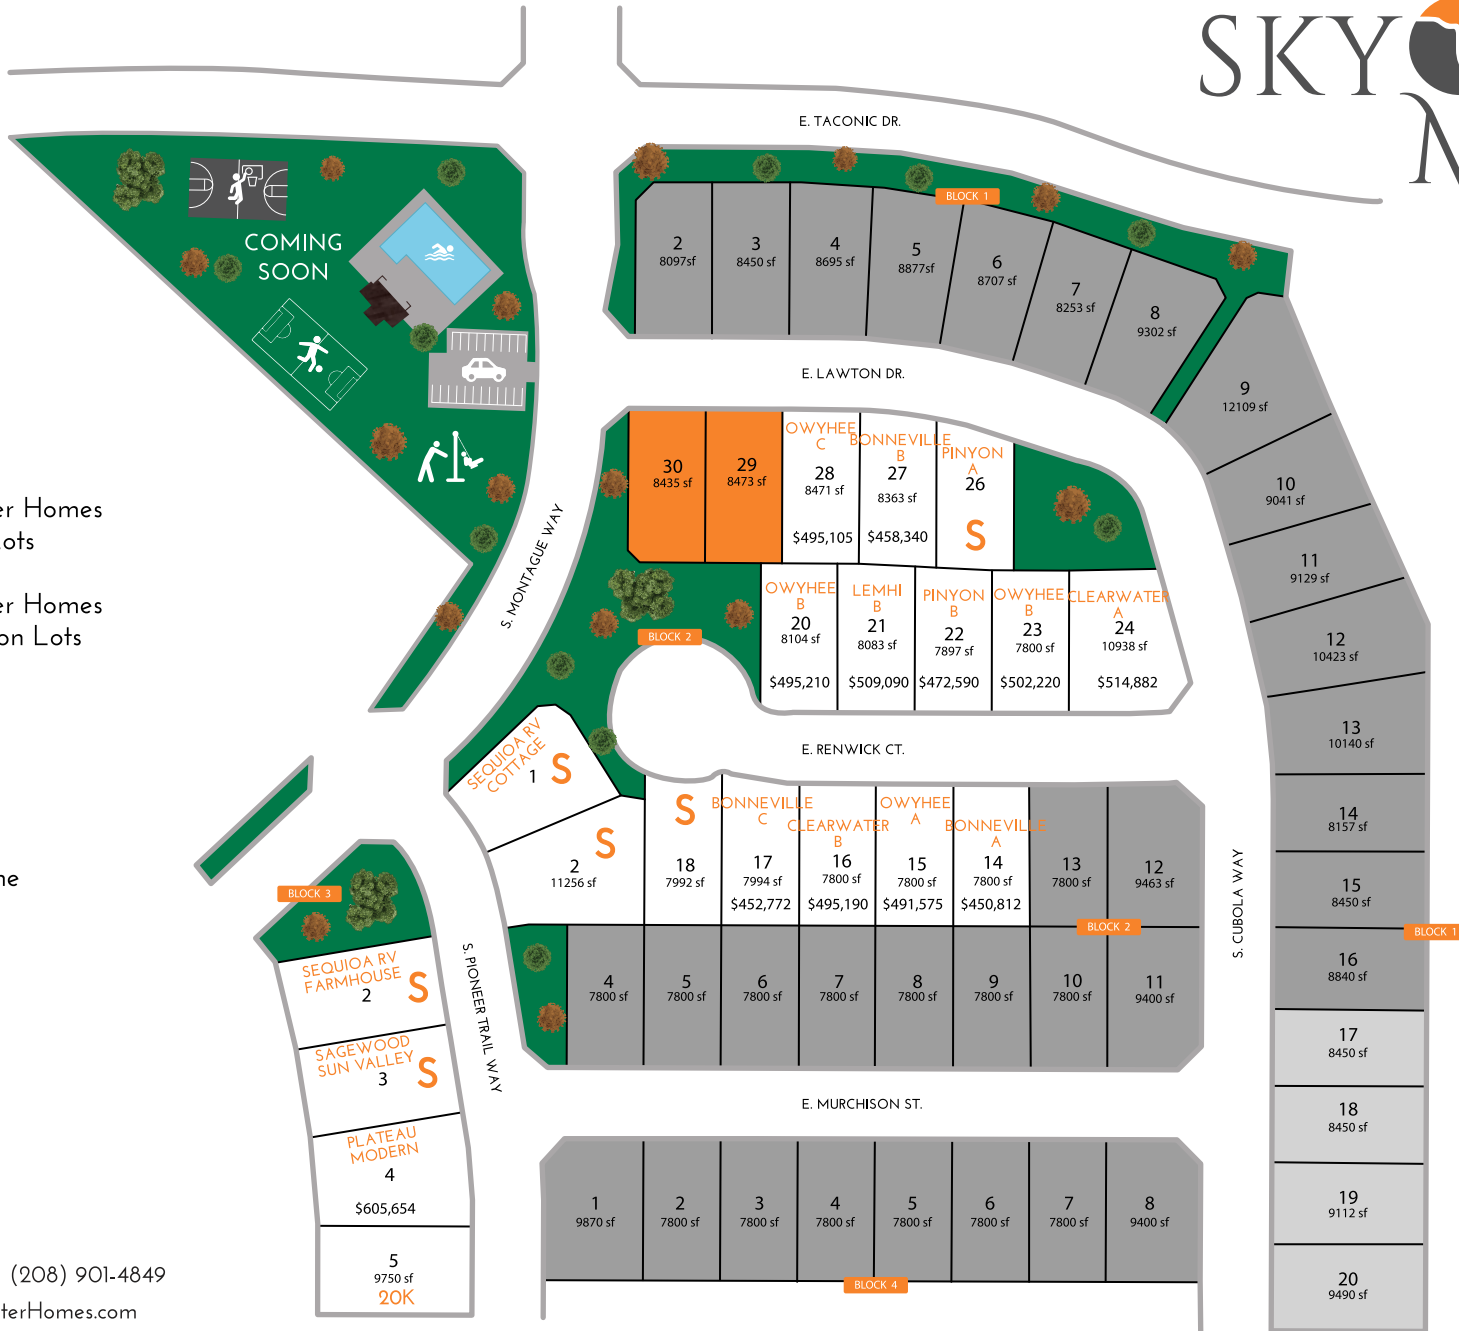 SKY
E. TACONIC DR.
BLOCK 1
COMING
SOON
2
8097sf
3
8450 sf
4
8695 sf
5
8877sf
6
8707 sf
7
8253 sf
8
9302 sf
E. LAWTON DR.
9
12109 sf
10
9041 sf
11
9129 sf
12
10423 sf
13
10140 sf
14
8157 sf
15
8450 sf
BLOCK 1
16
8840 sf
17
8450 sf
18
8450 sf
19
9112 sf
20
9490 sf
30
8435 sf
29
8473 sf
OWYHEE
C
28
8471 sf
$495,105
BONNEVILLE
B
27
8363 sf
$458,340
PINYON
A
26
S
er Homes
Lots
er Homes
on Lots
S. MONTAGUE WAY
BLOCK 2
OWYHEE
B
20
8104 sf
$495,210
LEMHI
B
21
8083 sf
$509,090
PINYON
B
22
7897 sf
$472,590
OWYHEE
B
23
7800 sf
$502,220
CLEARWATER
A
24
10938 sf
$514,882
E. RENWICK CT.
SEQUIOA RV
COTTAGE
1
S
S
2
11256 sf
S
18
7992 sf
BONNEVILLE
C
17
7994 sf
$452,772
CLEARWATER
B
16
7800 sf
$495,190
OWYHEE
A
15
7800 sf
$491,575
BONNEVILLE
A
14
7800 sf
$450,812
13
7800 sf
12
9463 sf
BLOCK 2
S. CUBOLA WAY
me
BLOCK 3
S. PIONEER TRAIL WAY
4
7800 sf
5
7800 sf
6
7800 sf
7
7800 sf
8
7800 sf
9
7800 sf
10
7800 sf
11
9400 sf
SEQUIOA RV
FARMHOUSE
2
S
SAGEWOOD
SUN VALLEY
3
S
PLATEAU
MODERN
4
$605,654
5
9750 sf
20K
E. MURCHISON ST.
1
9870 sf
2
7800 sf
3
7800 sf
4
7800 sf
5
7800 sf
6
7800 sf
7
7800 sf
8
9400 sf
BLOCK 4
(208) 901-4849
terHomes.com